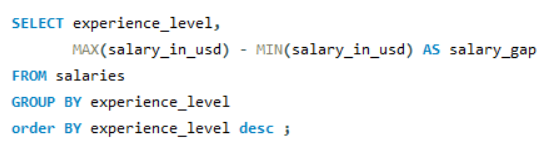 SELECT experience_level,
MAX(salary_in_usd) - MIN(salary_in_usd) AS salary_gap
FROM salaries
GROUP BY experience_level
order BY experience_level desc ;